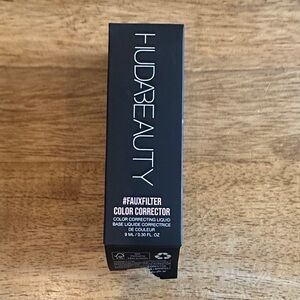 HUDABEAUTY
#FAUXFILTER
COLOR CORRECTOR
COLOR CORRECTING LIQUID
BASE LIQUIDE CORRECTRICE
DE COULEUR
9 ML / 0.30 FL. OZ